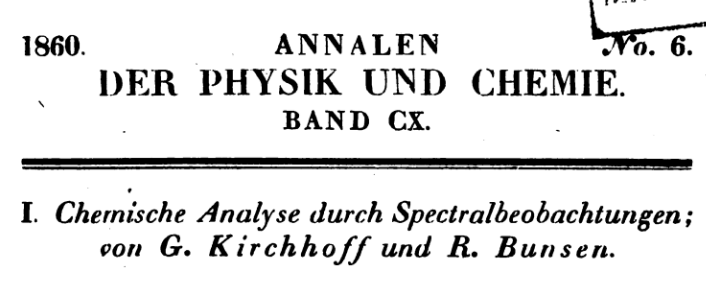 1860. ANNALEN No. 6.
DER PHYSIK UND CHEMIE.
BAND CX.
I. Chemische Analyse durch Spectralbeobachtungen;
von G. Kirchhoff und R. Bunsen.